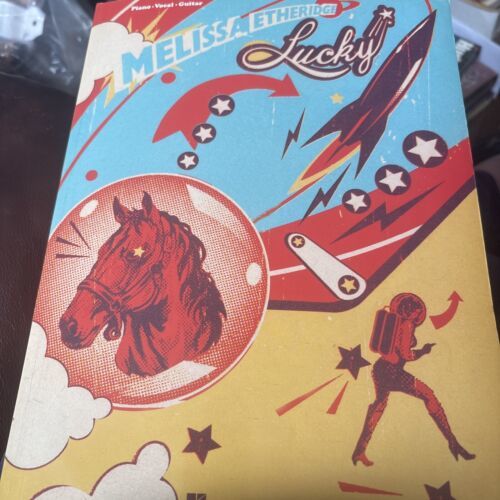 Piano • Vocal • Guitar
MELISSA ETHERIDGE
Lucky